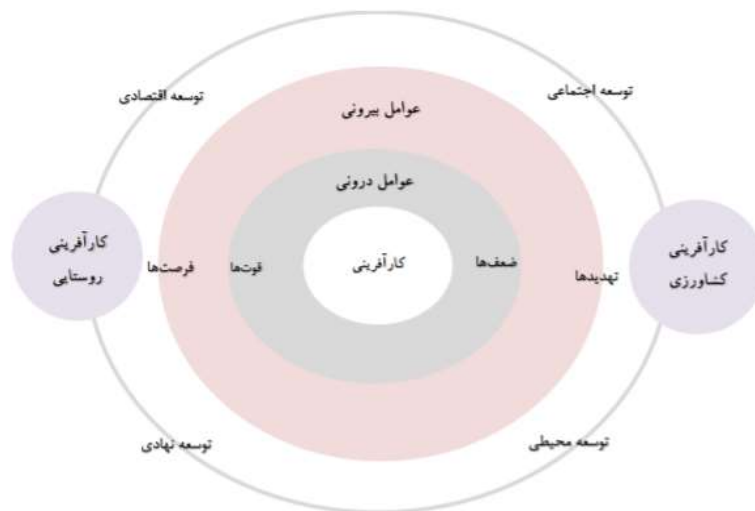 توسعه اجتماعی
توسعه اقتصادی
عوامل بیرونی
عوامل درونی
کارآفرینی
کشاورزی
تهدیدها
ضعف‌ها
کارآفرینی
قوت‌ها
فرصت‌ها
کارآفرینی
روستایی
توسعه محیطی
توسعه نهادی